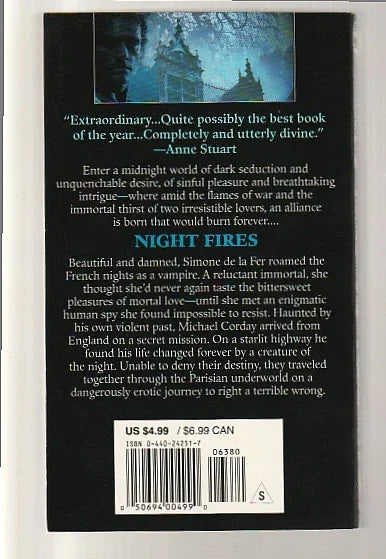 “Extraordinary...Quite possibly the best book
of the year...Completely and utterly divine.”
—Anne Stuart
Enter a midnight world of dark seduction and
unquenchable desire, of sinful pleasure and breathtaking
intrigue—where amid the flames of war and the
immortal thirst of two irresistible lovers, an alliance
is born that would burn forever....
NIGHT FIRES
Beautiful and damned, Simone de la Fer roamed the
French nights as a vampire. A reluctant immortal, she
thought she'd never again taste the bittersweet
pleasures of mortal love—until she met an enigmatic
human spy she found impossible to resist. Haunted by
his own violent past, Michael Corday arrived from
England on a secret mission. On a starlit highway he
found his life changed forever by a creature of
the night. Unable to deny their destiny, they traveled
together through the Parisian underworld on a
dangerously erotic journey to right a terrible wrong.
US $4.99 / $6.99 CAN
ISBN 0-440-24251-7
06380
0 50694 00499 0
S